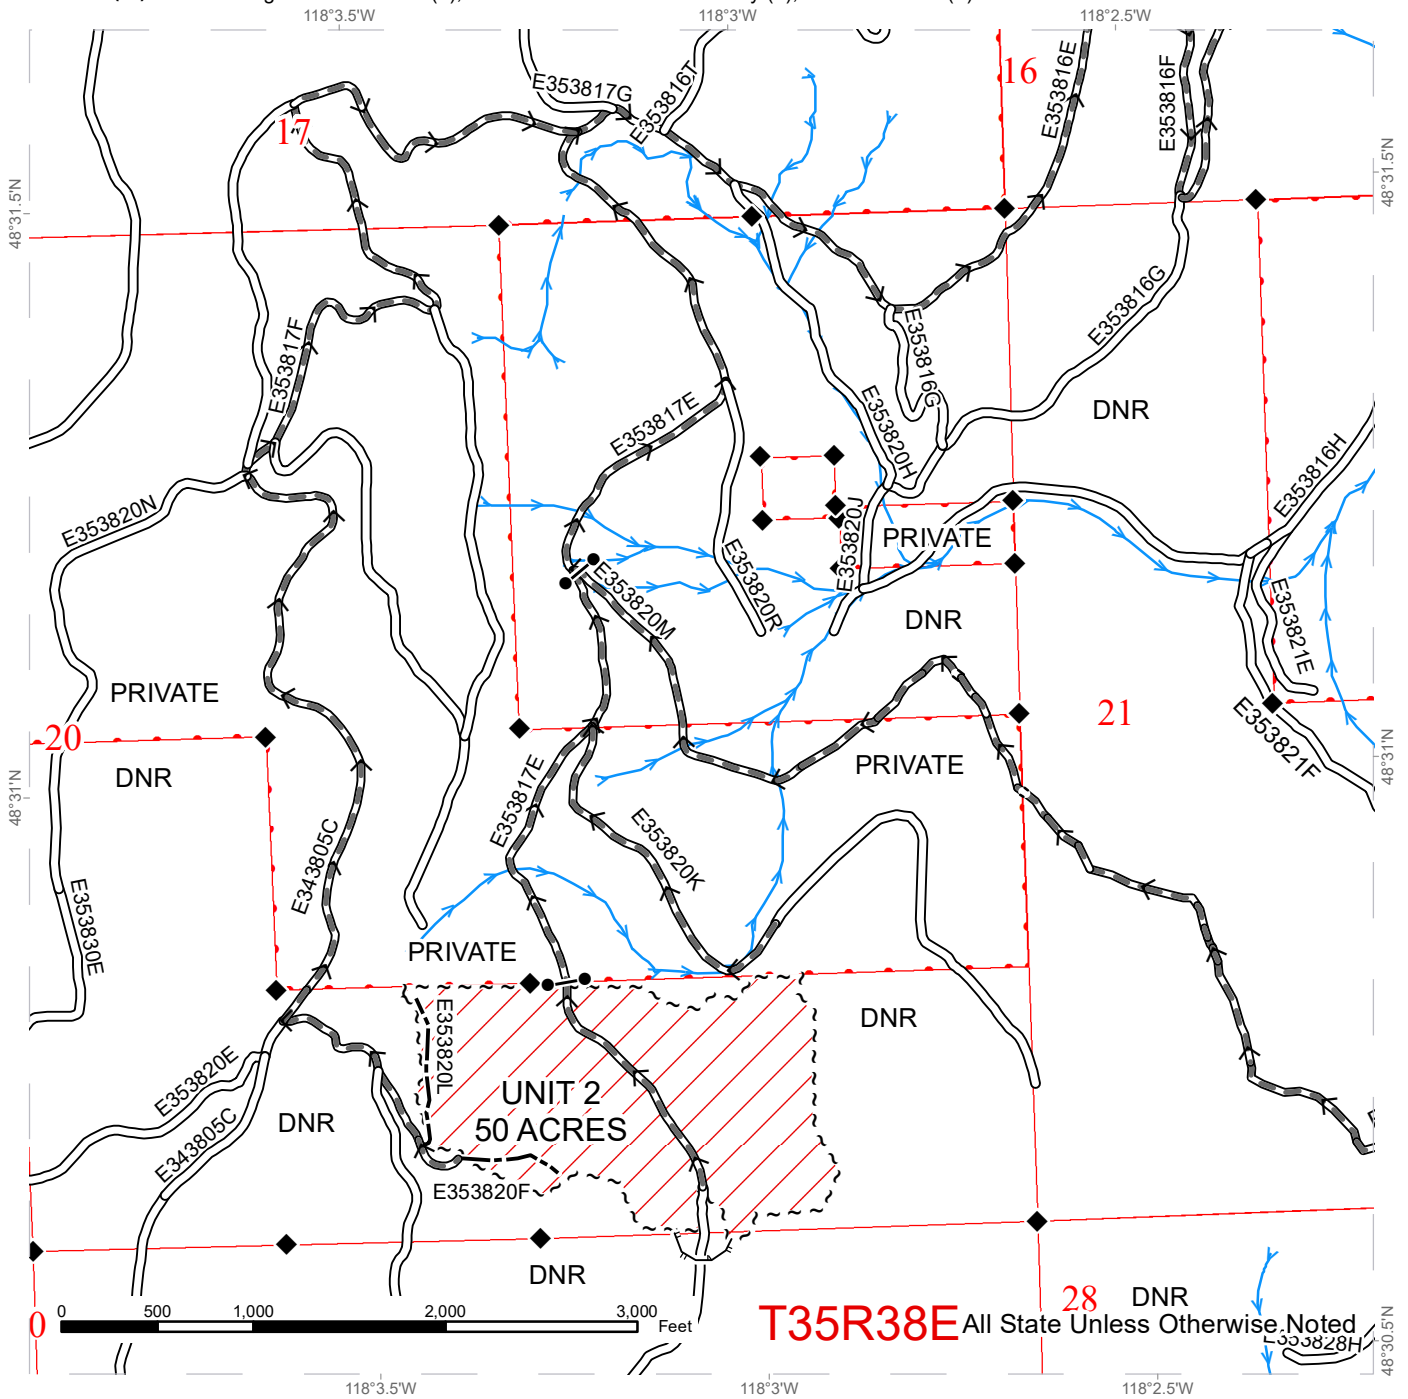 118°3.5'W
118°3'W
118°2.5'W
E353817G
E353816T
16
E353816E
E353816F
17
48°31.5'N
48°31.5'N
E353816G
E353817F
E353816G
DNR
E353817E
E353820H
E353816H
E353820N
E353820J
PRIVATE
E353820R
E353820M
E353821E
DNR
PRIVATE
21
20
E353821F
DNR
PRIVATE
48°31'N
48°31'N
E353817E
E353820K
E343805C
E353830E
PRIVATE
DNR
E353820L
E353820E
UNIT 2
50 ACRES
DNR
E343805C
E353820F
DNR
28
DNR
0
0 500 1,000 2,000 3,000
Feet
T35R38E
All State Unless Otherwise Noted
E353828H
48°30.5'N
118°3.5'W
118°3'W
118°2.5'W